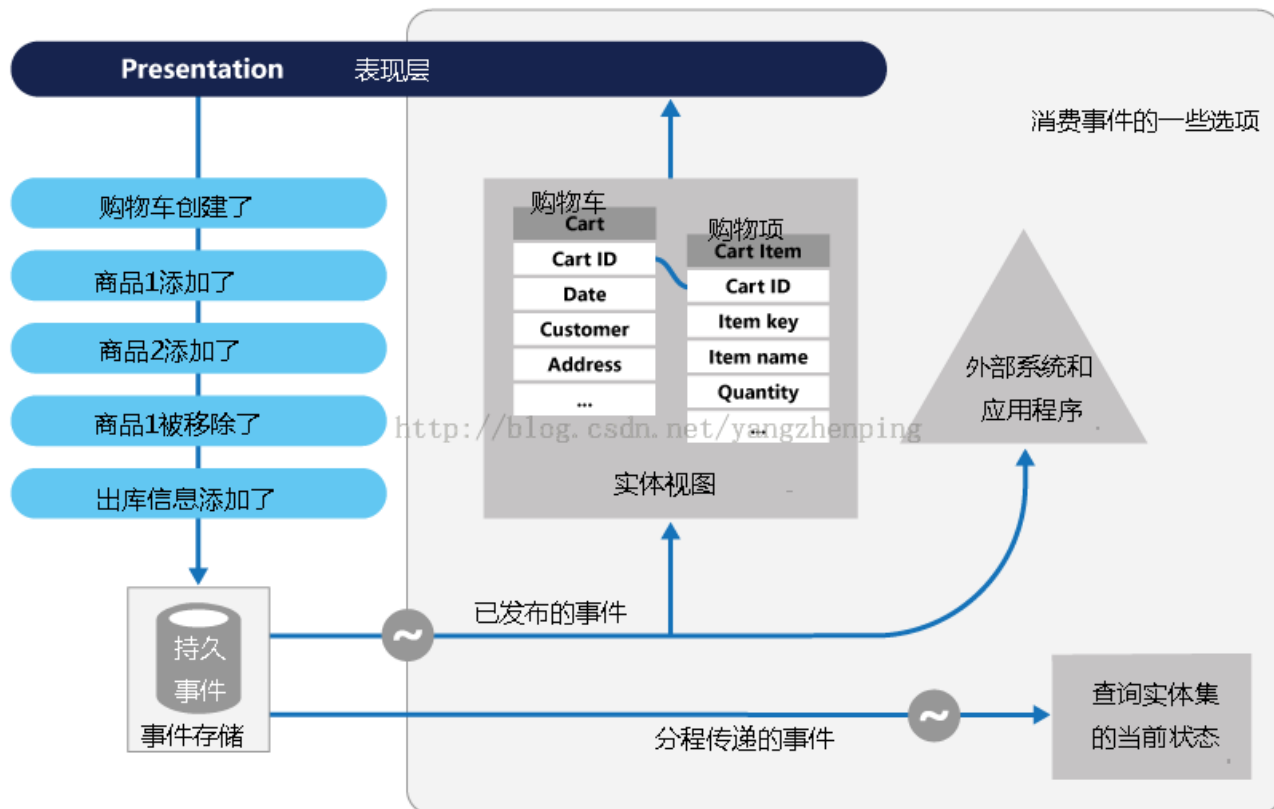 Presentation 表现层
消费事件的一些选项
购物车创建了
商品1添加了
商品2添加了
商品1被移除了
出库信息添加了
购物车
Cart
Cart ID
Date
Customer
Address
...
购物项
Cart Item
Cart ID
Item key
Item name
Quantity
...
http://blog.csdn.net/yangzhenping
实体视图
外部系统和
应用程序
已发布的事件
持久
事件
事件存储
分程传递的事件
查询实体集
的当前状态
~
~